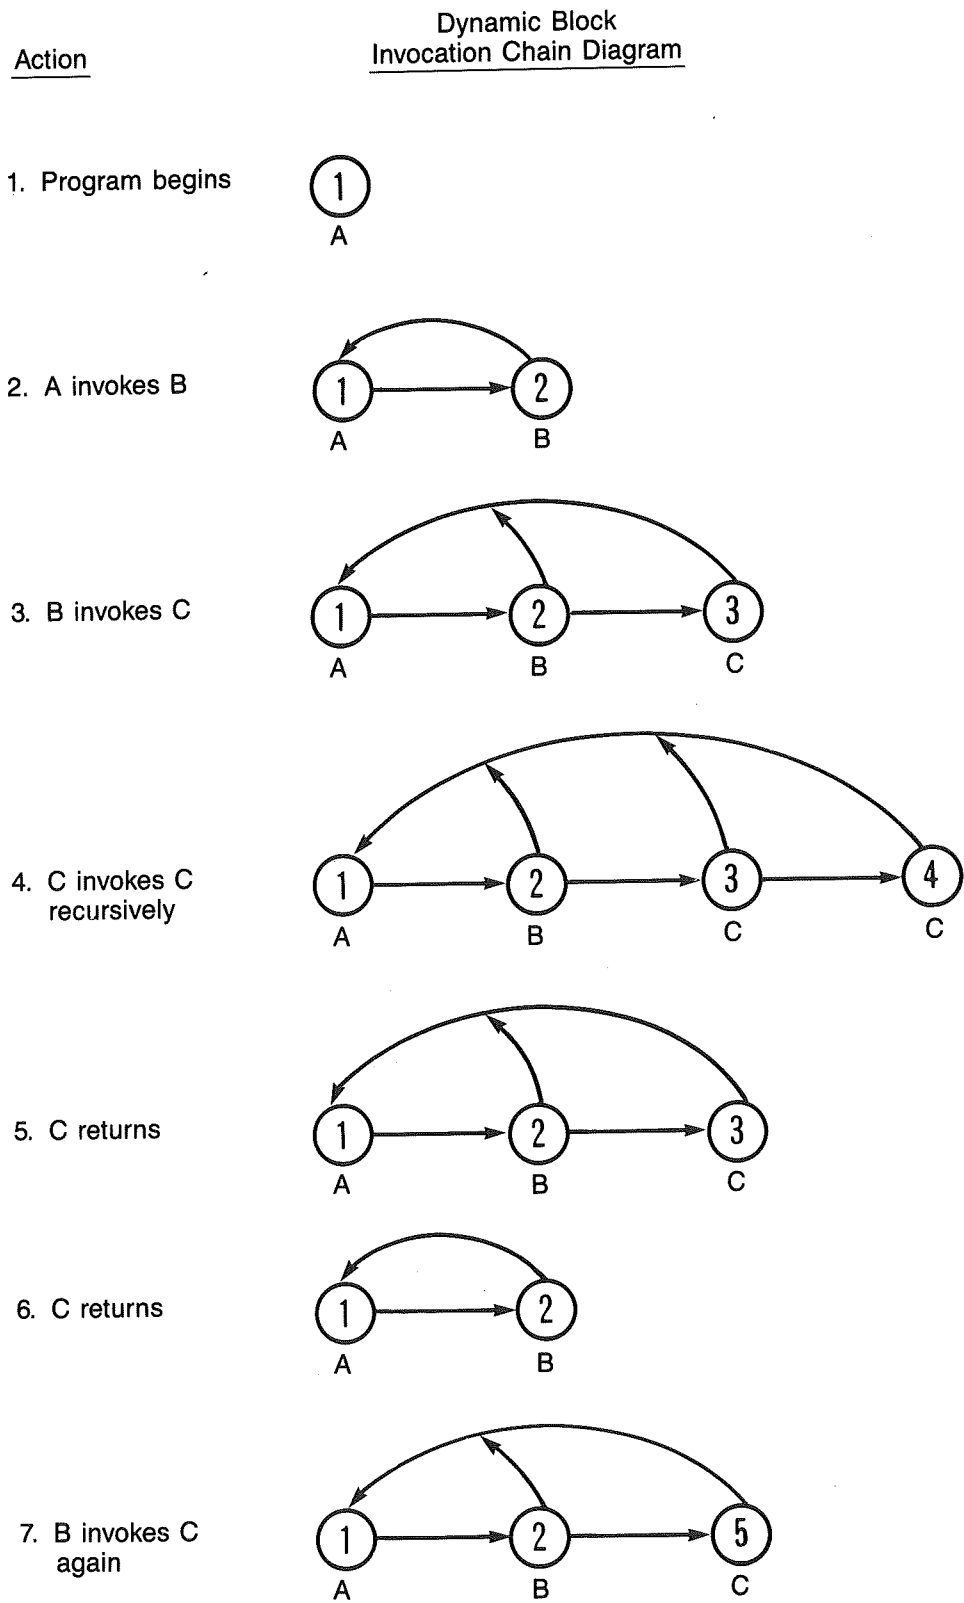 Dynamic Block
Action
Invocation Chain Diagram
1. Program begins
1
A
2. A invokes B
1
2
A
B
3. B invokes C
1
2
3
A
B
C
4. C invokes C
recursively
1
2
3
4
A
B
C
C
5. C returns
1
2
3
A
B
C
6. C returns
1
2
A
B
7. B invokes C
again
1
2
5
A
B
C